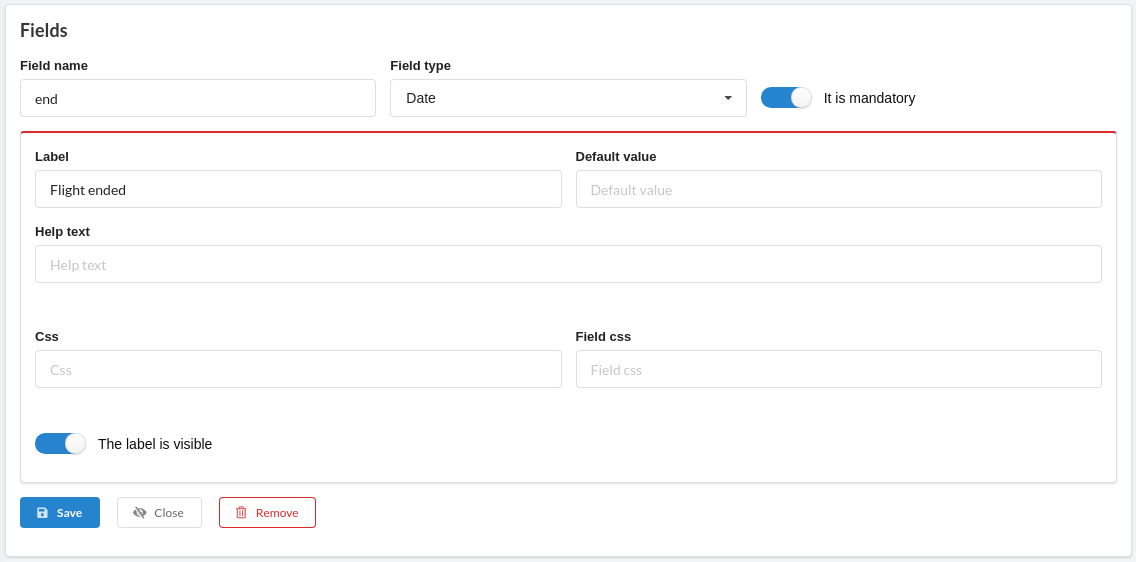 Fields
Field name
Field type
end
Date
It is mandatory
Label
Default value
Flight ended
Default value
Help text
Help text
Css
Field css
Css
Field css
The label is visible
Save
Close
Remove